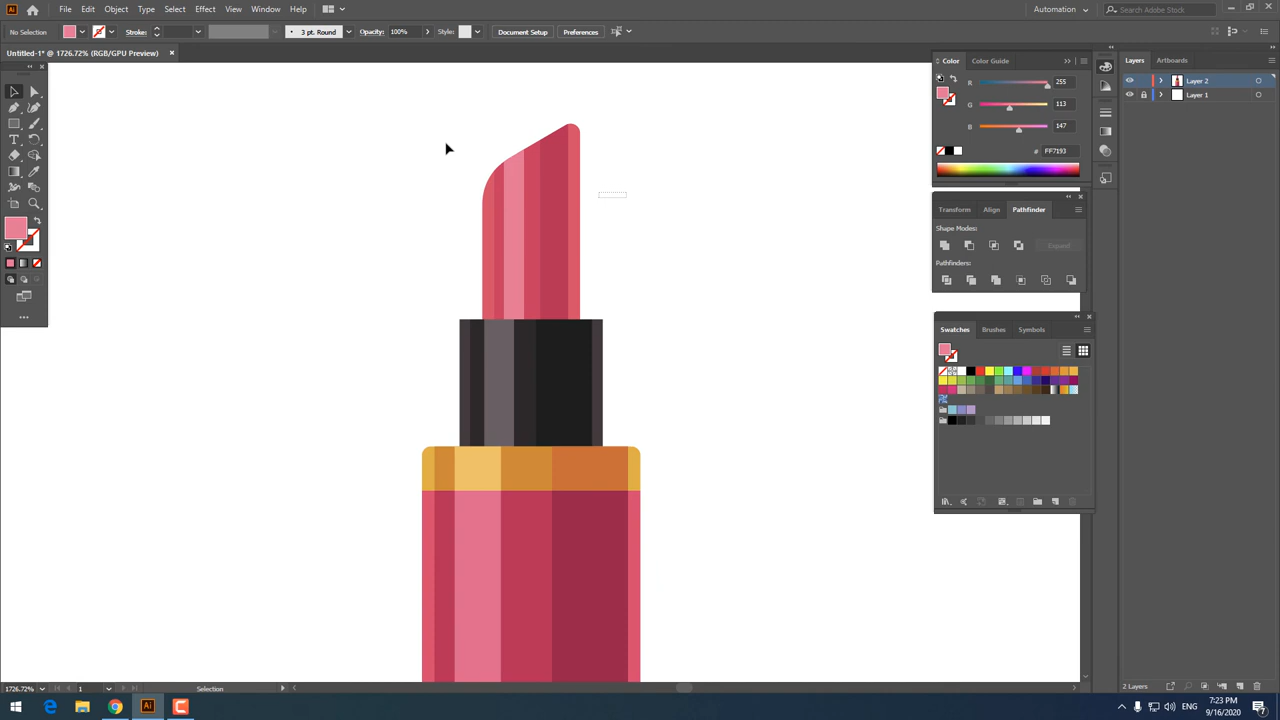 Ai File Edit Object Type Select Effect View Window Help Automation Search Adobe Stock
No Selection Stroke: 3 pt. Round Opacity: 100% Style: Document Setup Preferences
Untitled-1* @ 1726.72% (RGB/GPU Preview)
Color Color Guide
R 255
G 113
B 147
# FF7193
Layers Artboards
Layer 2
Layer 1
Transform Align Pathfinder
Shape Modes:
Expand
Pathfinders:
Swatches Brushes Symbols
1726.72% 1 Selection
2 Layers
Ai ENG 7:23 PM
9/16/2020